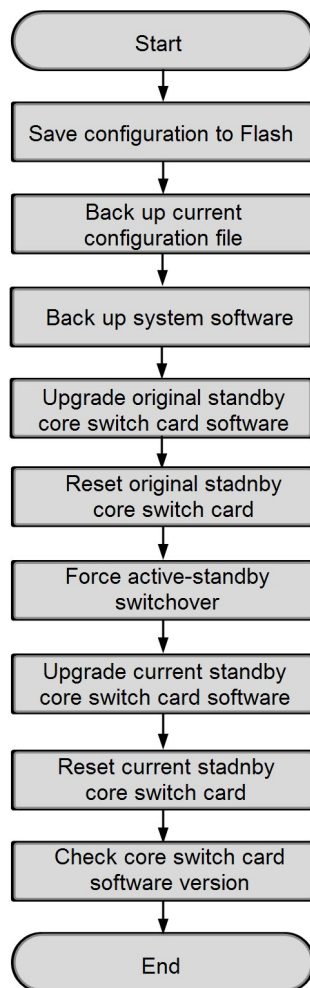 Start
Save configuration to Flash
Back up current
configuration file
Back up system software
Upgrade original standby
core switch card software
Reset original stadnby
core switch card
Force active-standby
switchover
Upgrade current standby
core switch card software
Reset current stadnby
core switch card
Check core switch card
software version
End